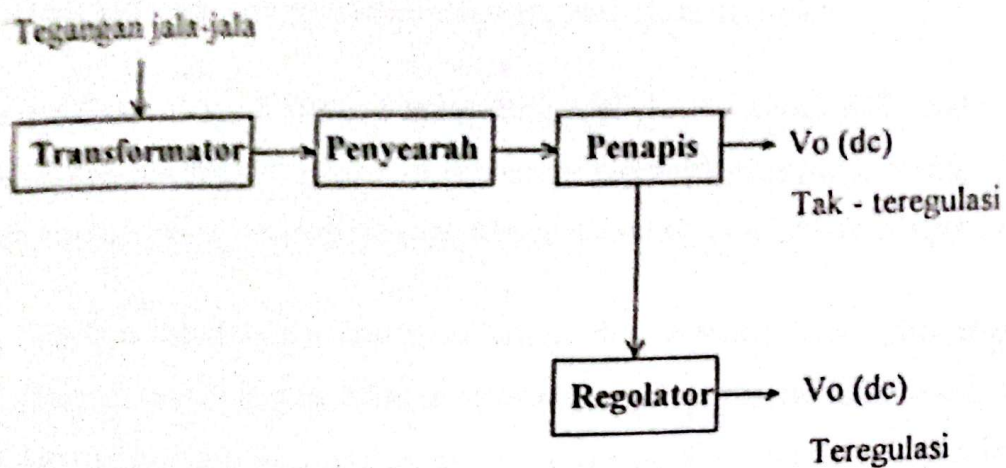 Tegangan jala-jala
Transformator
Penyearah
Penapis
Vo (dc)
Tak - teregulasi
Regolator
Vo (dc)
Teregulasi